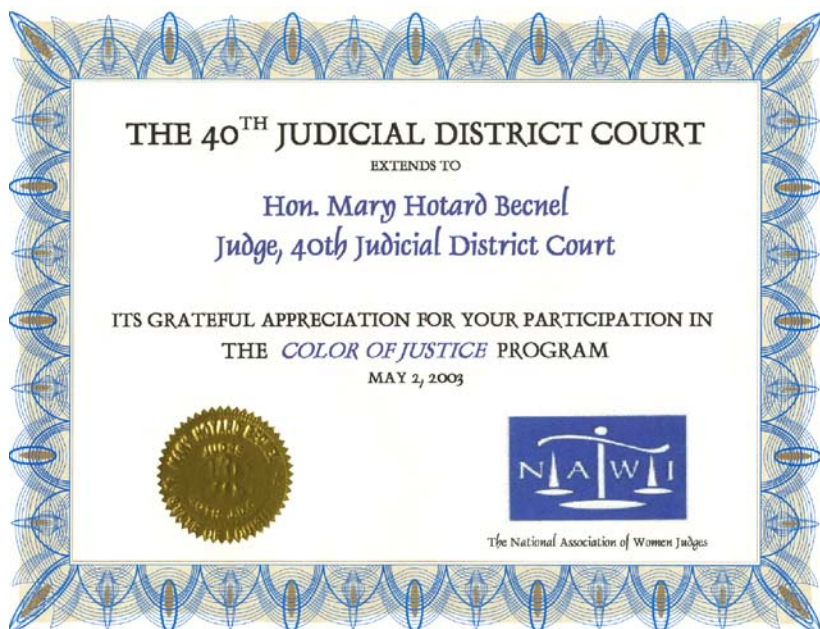 THE 40TH JUDICIAL DISTRICT COURT
EXTENDS TO
Hon. Mary Hotard Becnel
Judge, 40th Judicial District Court
ITS GRATEFUL APPRECIATION FOR YOUR PARTICIPATION IN
THE COLOR OF JUSTICE PROGRAM
MAY 2, 2003
NAWJ
The National Association of Women Judges